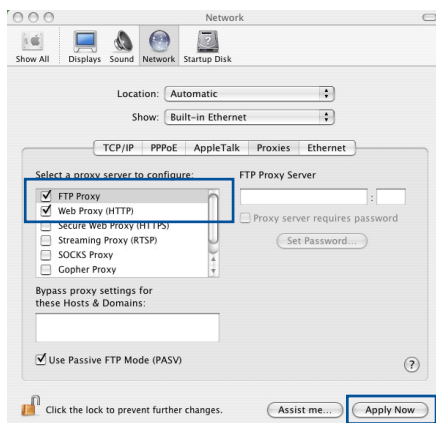 Network
Show All Displays Sound Network Startup Disk
Location: Automatic
Show: Built-in Ethernet
TCP/IP PPPoE AppleTalk Proxies Ethernet
Select a proxy server to configure: FTP Proxy Server
FTP Proxy :
Web Proxy (HTTP) Proxy server requires password
Secure Web Proxy (HTTPS)
Streaming Proxy (RTSP) Set Password...
SOCKS Proxy
Gopher Proxy
Bypass proxy settings for
these Hosts & Domains:
Use Passive FTP Mode (PASV) ?
Click the lock to prevent further changes. Assist me... Apply Now